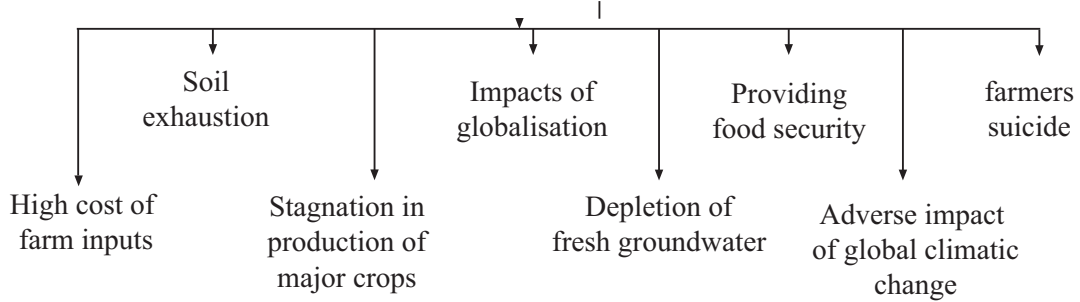 Soil
exhaustion
Impacts of
globalisation
Providing
food security
farmers
suicide
High cost of
farm inputs
Stagnation in
production of
major crops
Depletion of
fresh groundwater
Adverse impact
of global climatic
change